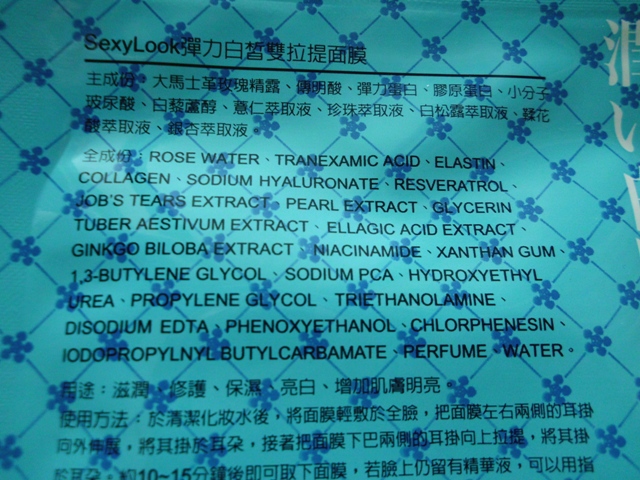 SexyLook彈力白皙雙拉提面膜
主成份：大馬士革玫瑰精露、傳明酸、彈力蛋白、膠原蛋白、小分子
玻尿酸、白藜蘆醇、薏仁萃取液、珍珠萃取液、白松露萃取液、鞣花
酸萃取液、銀杏萃取液。
全成份：ROSE WATER、TRANEXAMIC ACID、ELASTIN、
COLLAGEN、SODIUM HYALURONATE、RESVERATROL、
JOB'S TEARS EXTRACT、PEARL EXTRACT、GLYCERIN
TUBER AESTIVUM EXTRACT、ELLAGIC ACID EXTRACT、
GINKGO BILOBA EXTRACT、NIACINAMIDE、XANTHAN GUM、
1,3-BUTYLENE GLYCOL、SODIUM PCA、HYDROXYETHYL
UREA、PROPYLENE GLYCOL、TRIETHANOLAMINE、
DISODIUM EDTA、PHENOXYETHANOL、CHLORPHENESIN、
IODOPROPYLNYL BUTYLCARBAMATE、PERFUME、WATER。
用途：滋潤、修護、保濕、亮白、增加肌膚明亮。
使用方法：於清潔化妝水後，將面膜輕敷於全臉，把面膜左右兩側的耳掛
向外伸展，將其掛於耳朵，接著把面膜下巴兩側的耳掛向上拉提，將其掛
於耳朵。約10~15分鐘後即可取下面膜，若臉上仍留有精華液，可以用指
潤い